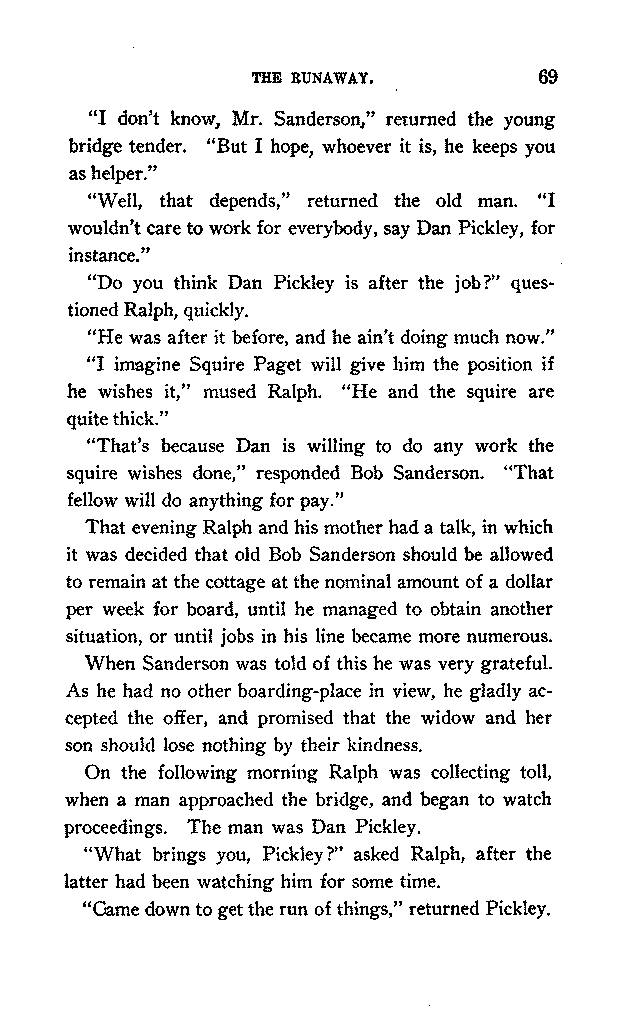 THE RUNAWAY. 69
“I don’t know, Mr. Sanderson,” returned the young
bridge tender. “But I hope, whoever it is, he keeps you
as helper.”
“Well, that depends,” returned the old man. “I
wouldn’t care to work for everybody, say Dan Pickley, for
instance.”
“Do you think Dan Pickley is after the job?” ques-
tioned Ralph, quickly.
“He was after it before, and he ain’t doing much now.”
“I imagine Squire Paget will give him the position if
he wishes it,” mused Ralph. “He and the squire are
quite thick.”
“That’s because Dan is willing to do any work the
squire wishes done,” responded Bob Sanderson. “That
fellow will do anything for pay.”
That evening Ralph and his mother had a talk, in which
it was decided that old Bob Sanderson should be allowed
to remain at the cottage at the nominal amount of a dollar
per week for board, until he managed to obtain another
situation, or until jobs in his line became more numerous.
When Sanderson was told of this he was very grateful.
As he had no other boarding-place in view, he gladly ac-
cepted the offer, and promised that the widow and her
son should lose nothing by their kindness.
On the following morning Ralph was collecting toll,
when a man approached the bridge, and began to watch
proceedings. The man was Dan Pickley.
“What brings you, Pickley?” asked Ralph, after the
latter had been watching him for some time.
“Came down to get the run of things,” returned Pickley.